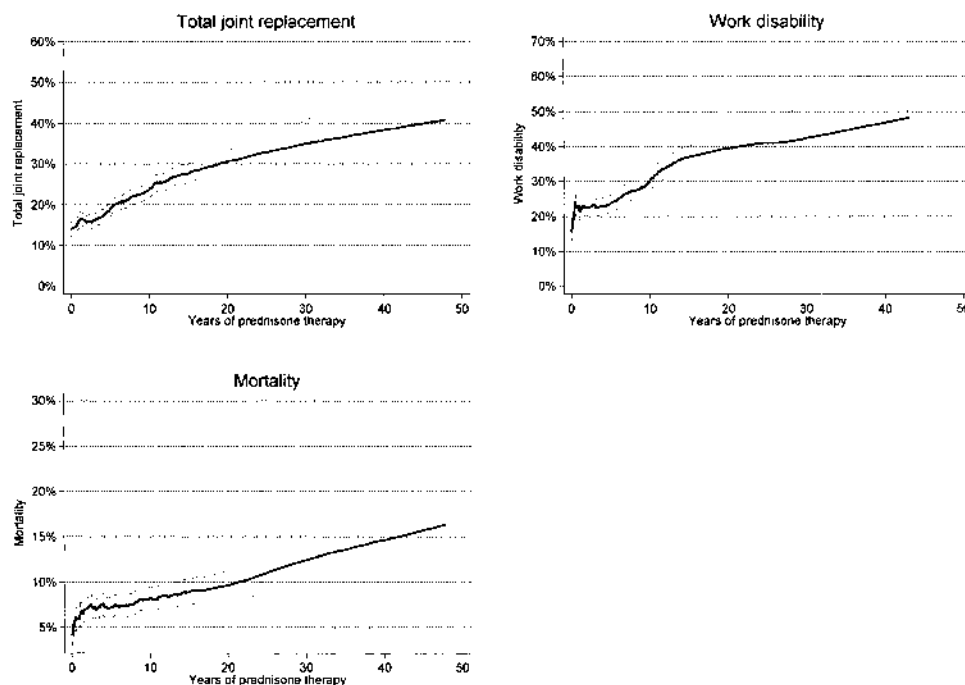 Total joint replacement
60%
50%
40%
30%
20%
10%
0%
Total joint replacement
0 10 20 30 40 50
Years of prednisone therapy
Work disability
70%
60%
50%
40%
30%
20%
10%
0%
Work disability
0 10 20 30 40 50
Years of prednisone therapy
Mortality
30%
25%
20%
15%
10%
5%
Mortality
0 10 20 30 40 50
Years of prednisone therapy